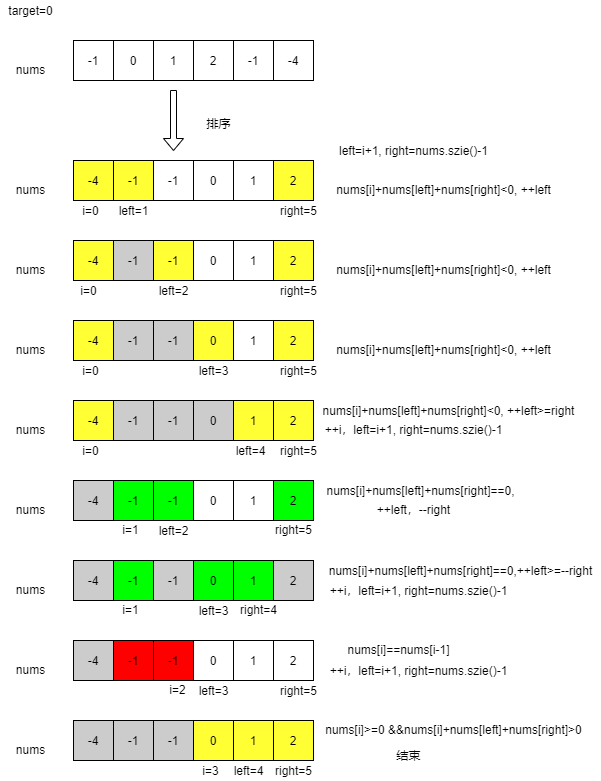 target=0
nums -1 0 1 2 -1 -4
排序
left=i+1, right=nums.szie()-1
nums -4 -1 -1 0 1 2 nums[i]+nums[left]+nums[right]<0, ++left
i=0 left=1 right=5
nums -4 -1 -1 0 1 2 nums[i]+nums[left]+nums[right]<0, ++left
i=0 left=2 right=5
nums -4 -1 -1 0 1 2 nums[i]+nums[left]+nums[right]<0, ++left
i=0 left=3 right=5
nums[i]+nums[left]+nums[right]<0, ++left>=right
nums -4 -1 -1 0 1 2 ++i，left=i+1, right=nums.szie()-1
i=0 left=4 right=5
nums[i]+nums[left]+nums[right]==0,
nums -4 -1 -1 0 1 2 ++left，--right
i=1 left=2 right=5
nums[i]+nums[left]+nums[right]==0,++left>=--right
nums -4 -1 -1 0 1 2 ++i，left=i+1, right=nums.szie()-1
i=1 left=3 right=4
nums[i]==nums[i-1]
nums -4 -1 -1 0 1 2 ++i，left=i+1, right=nums.szie()-1
i=2 left=3 right=5
nums[i]>=0 &&nums[i]+nums[left]+nums[right]>0
nums -4 -1 -1 0 1 2 结束
i=3 left=4 right=5